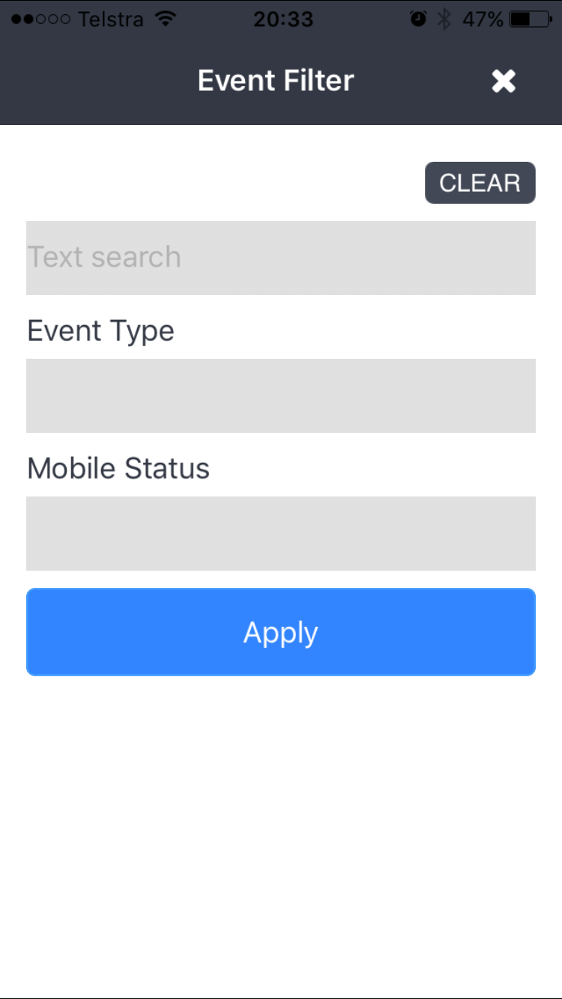 Telstra 20:33 47%
Event Filter
CLEAR
Text search
Event Type
Mobile Status
Apply